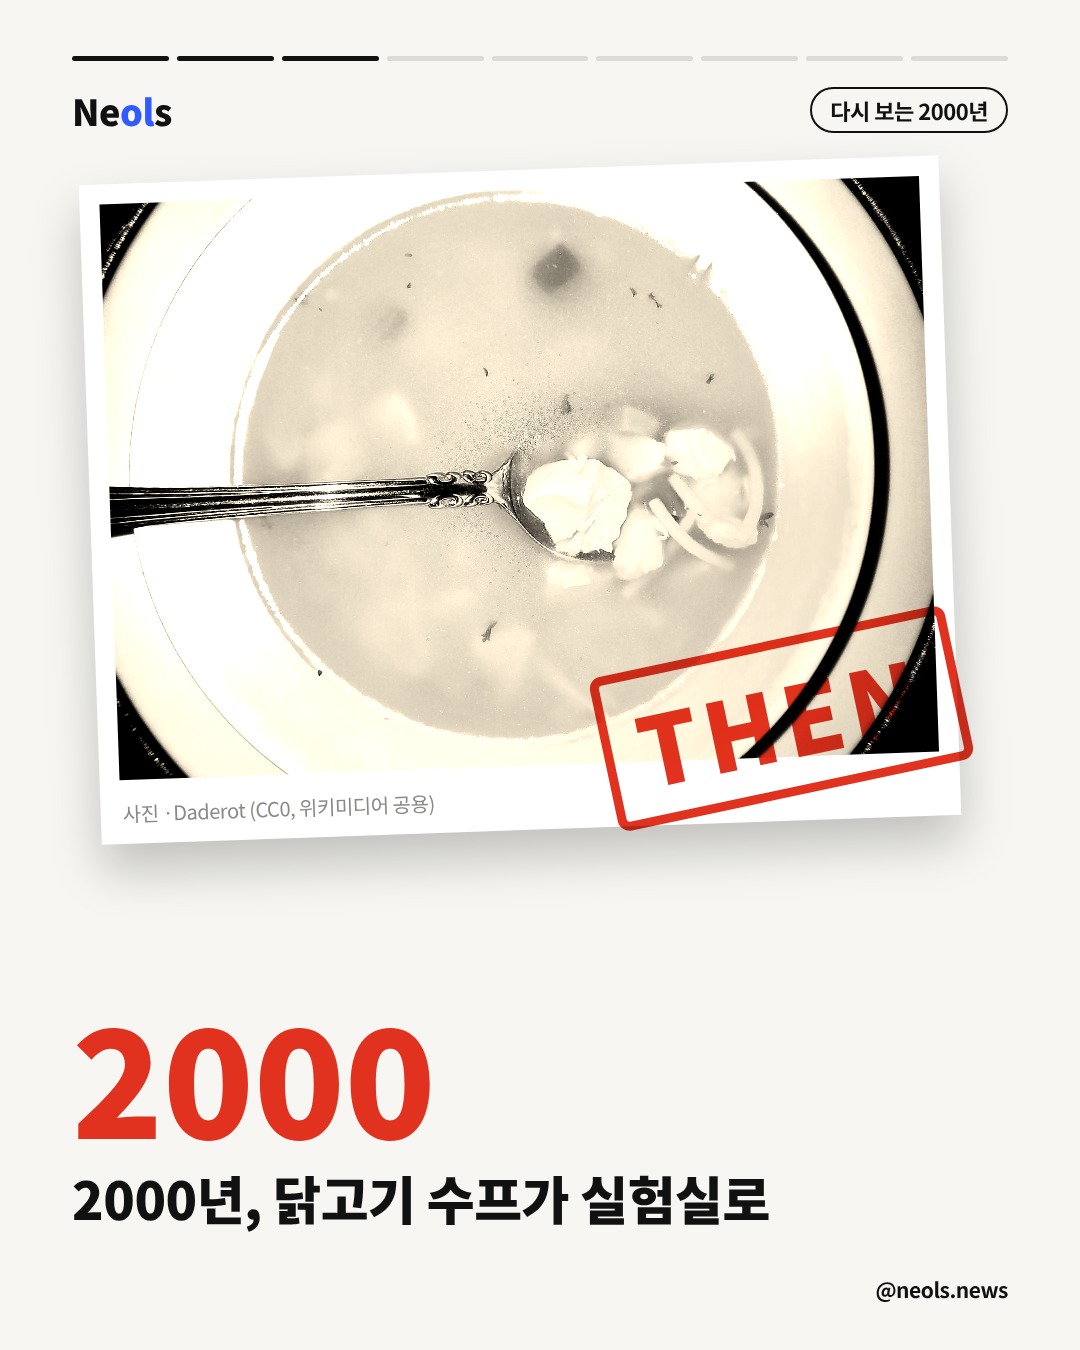 Neols
다시 보는 2000년
THEN
사진 · Daderot (CC0, 위키미디어 공용)
2000
2000년, 닭고기 수프가 실험실로
@neols.news